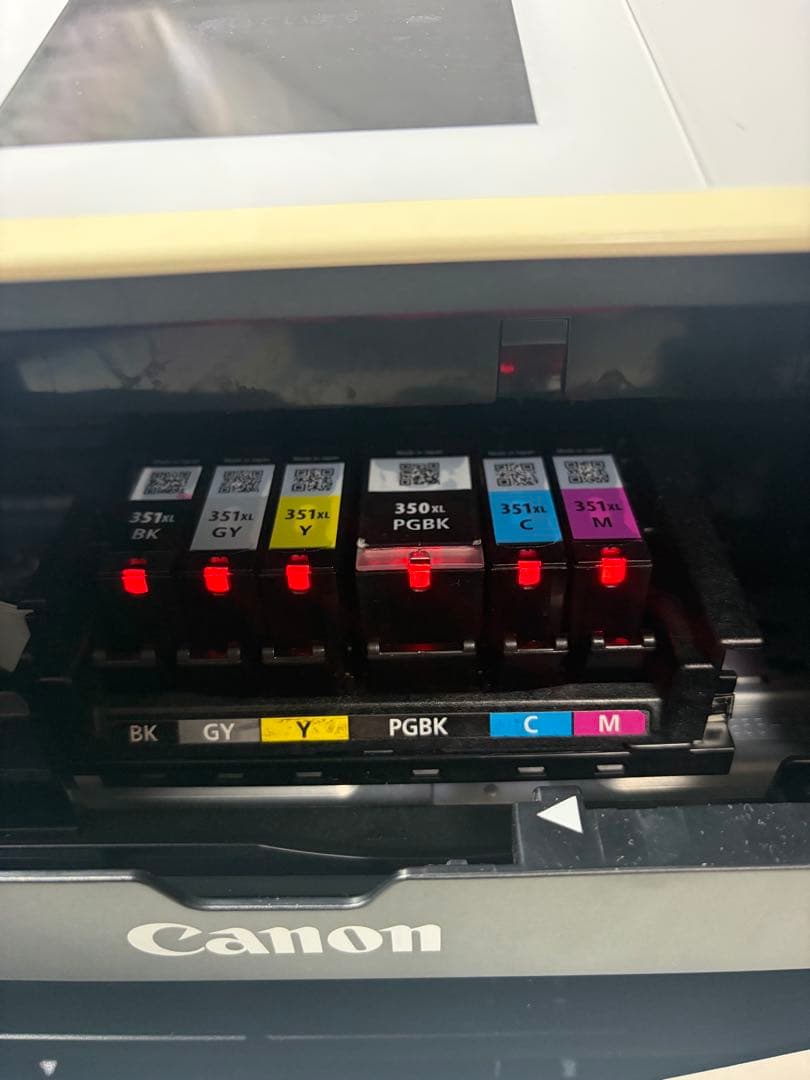 351XL
BK
351XL
GY
351XL
Y
350XL
PGBK
351XL
C
351XL
M
BK GY Y PGBK C M
Canon